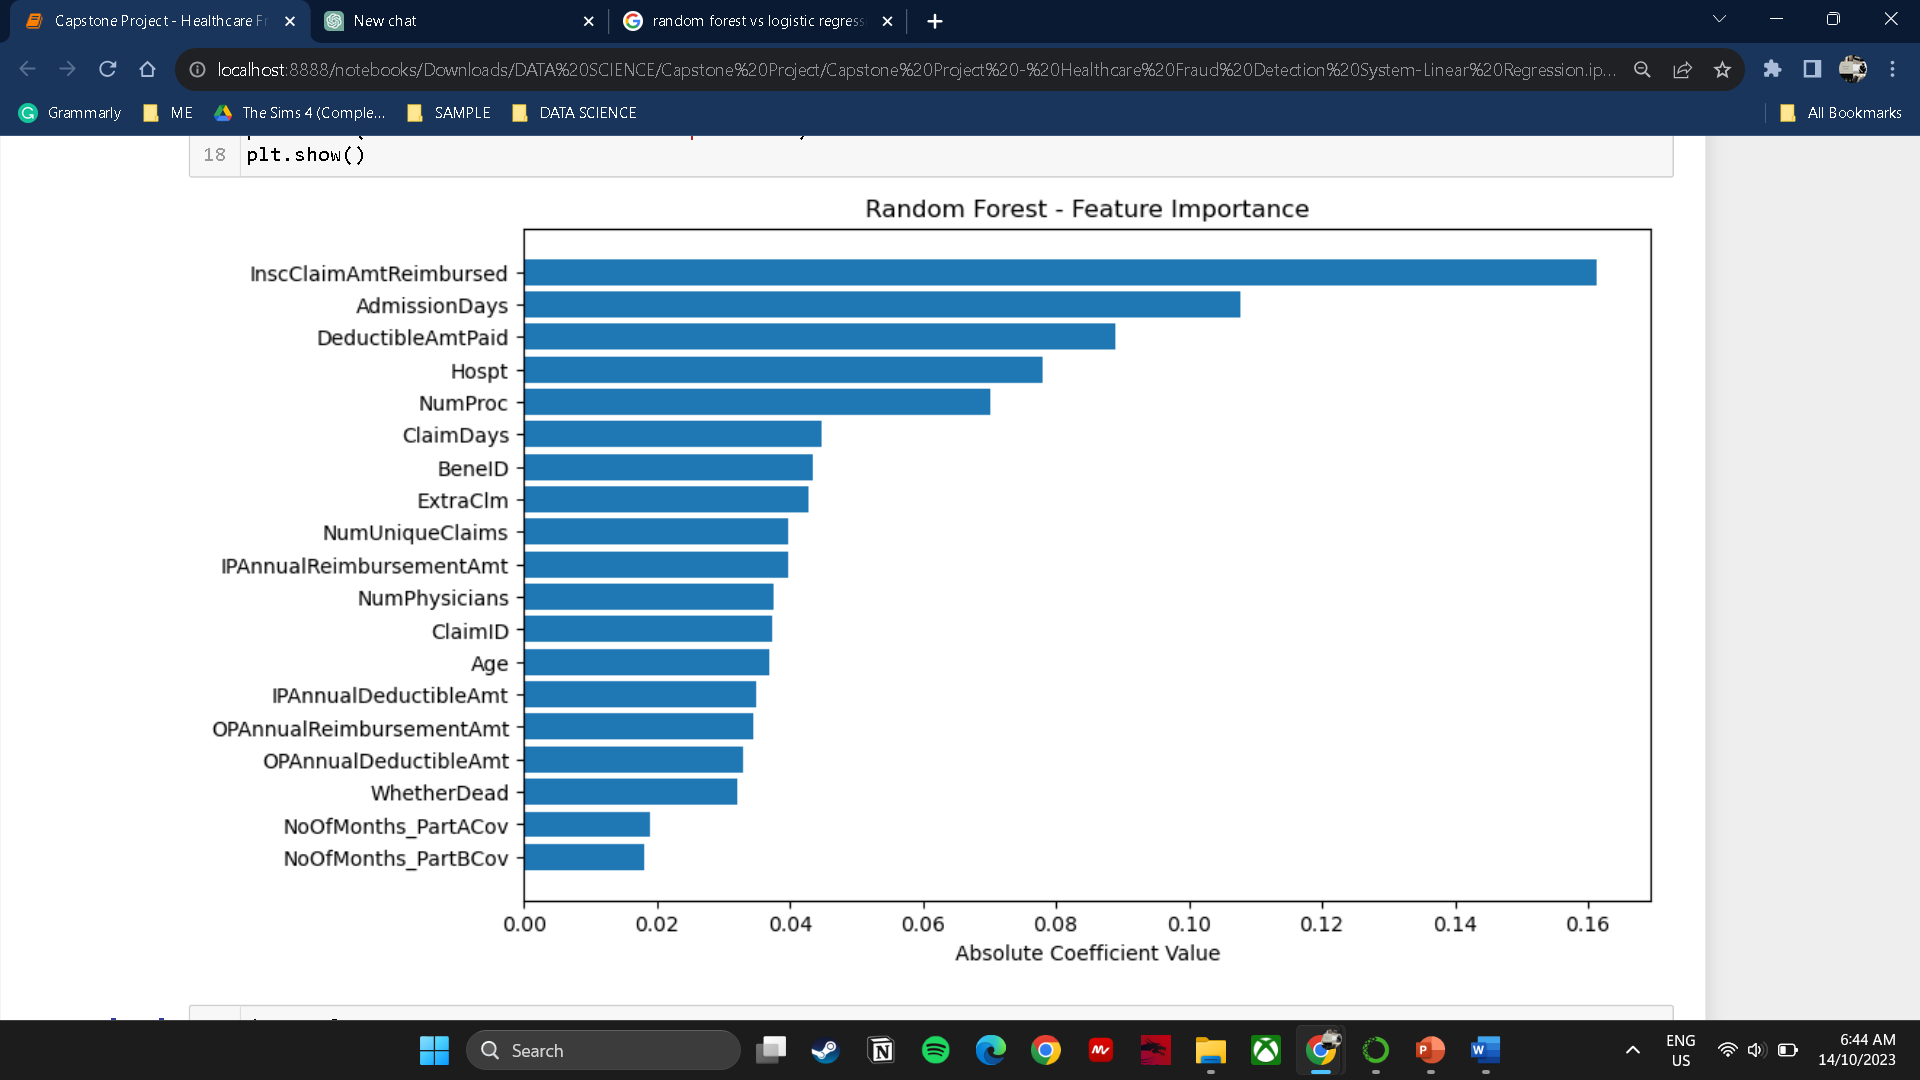 Capstone Project - Healthcare Fr
New chat
random forest vs logistic regress
localhost:8888/notebooks/Downloads/DATA%20SCIENCE/Capstone%20Project/Capstone%20Project%20-%20Healthcare%20Fraud%20Detection%20System-Linear%20Regression.ip...
Grammarly
ME
The Sims 4 (Comple...
SAMPLE
DATA SCIENCE
All Bookmarks
18 plt.show()
Random Forest - Feature Importance
InscClaimAmtReimbursed
AdmissionDays
DeductibleAmtPaid
Hospt
NumProc
ClaimDays
BeneID
ExtraClm
NumUniqueClaims
IPAnnualReimbursementAmt
NumPhysicians
ClaimID
Age
IPAnnualDeductibleAmt
OPAnnualReimbursementAmt
OPAnnualDeductibleAmt
WhetherDead
NoOfMonths_PartACov
NoOfMonths_PartBCov
0.00 0.02 0.04 0.06 0.08 0.10 0.12 0.14 0.16
Absolute Coefficient Value
Search
ENG
US
6:44 AM
14/10/2023